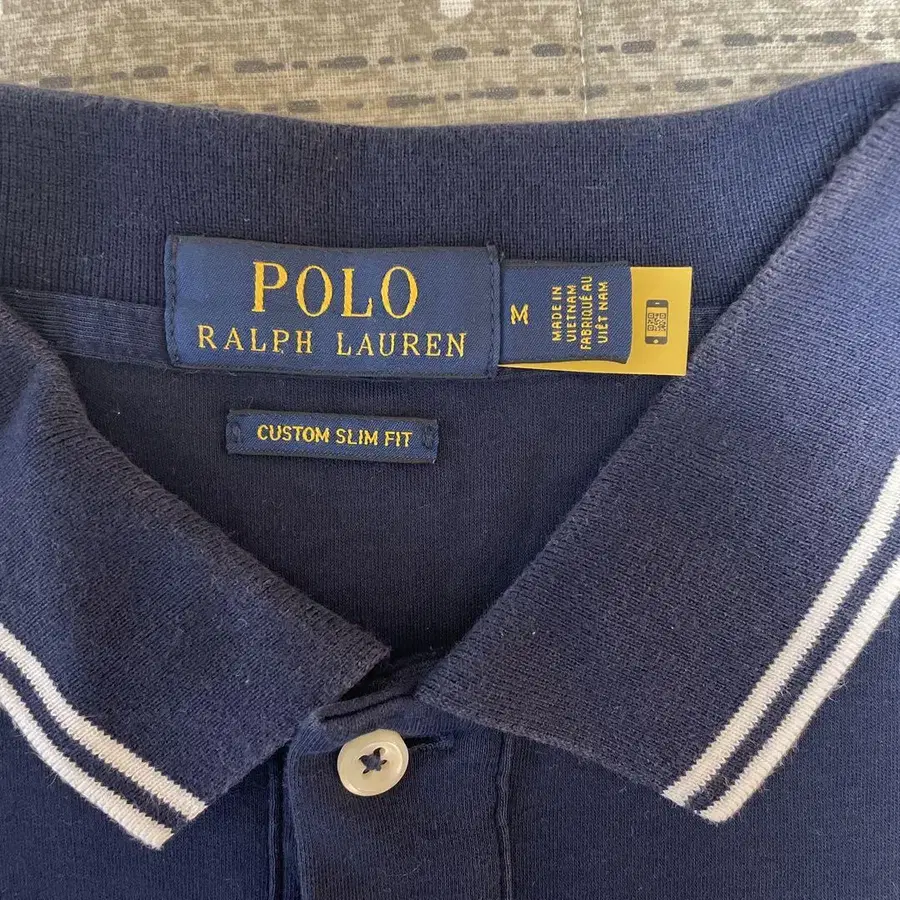 POLO
RALPH LAUREN
M
MADE IN
VIETNAM
FABRIQUÉ AU
VIÊT NAM
CUSTOM SLIM FIT